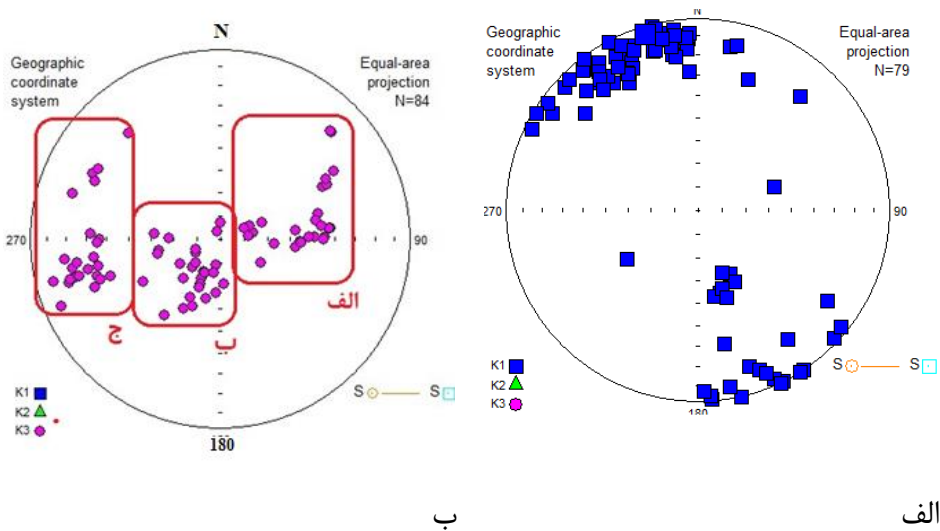 N
Geographic
coordinate
system
Equal-area
projection
N=84
270
90
الف
ب
ج
K1
K2
K3
S
S
180
N
Geographic
coordinate
system
Equal-area
projection
N=79
270
90
K1
K2
K3
S
S
180
ب
الف